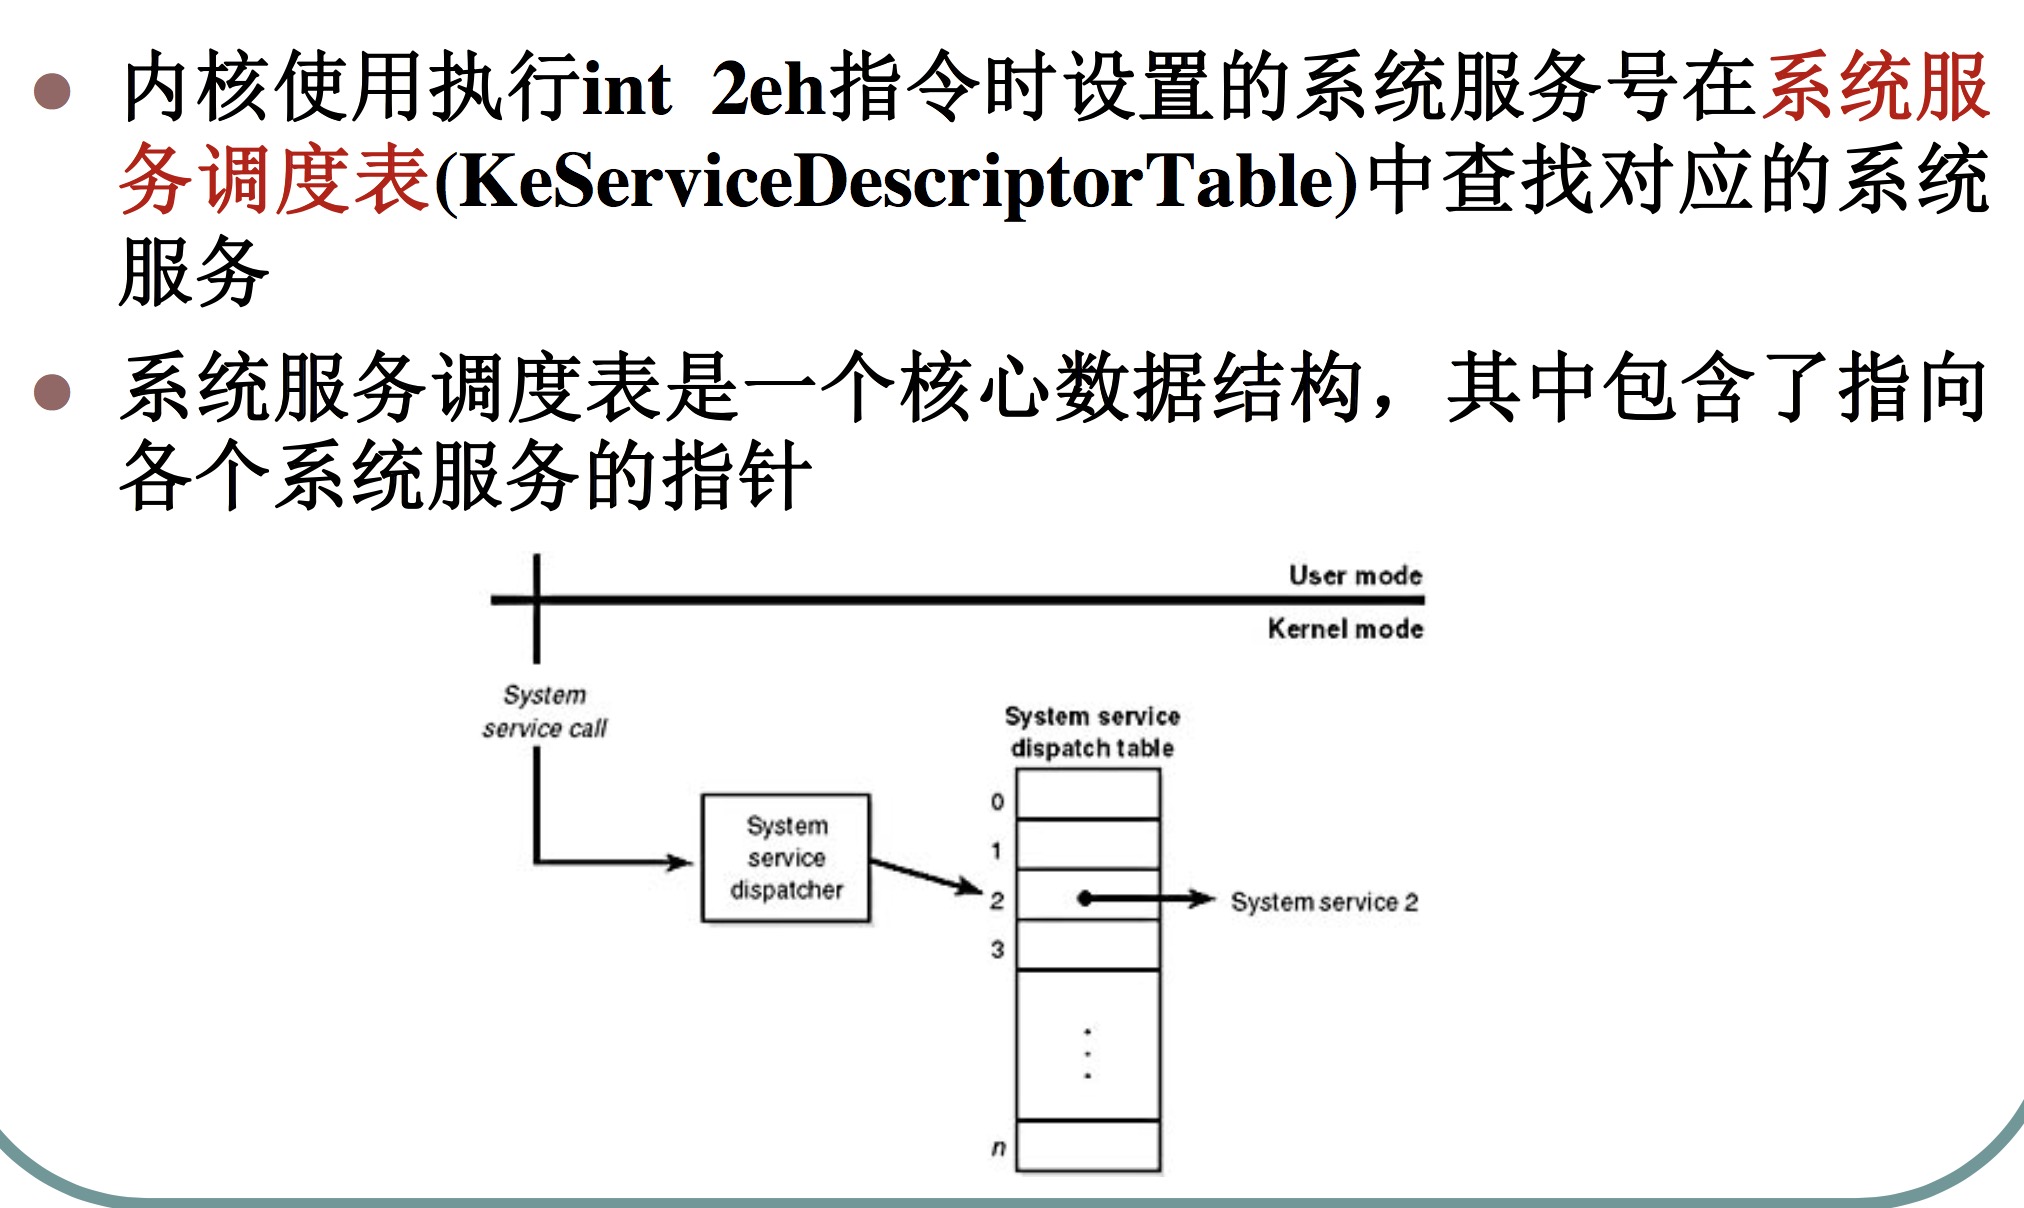 内核使用执行int 2eh指令时设置的系统服务号在系统服
务调度表(KeServiceDescriptorTable)中查找对应的系统
服务
系统服务调度表是一个核心数据结构，其中包含了指向
各个系统服务的指针
User mode
Kernel mode
System
service call
System service
dispatch table
System
service
dispatcher
0
1
2
3
n
System service 2